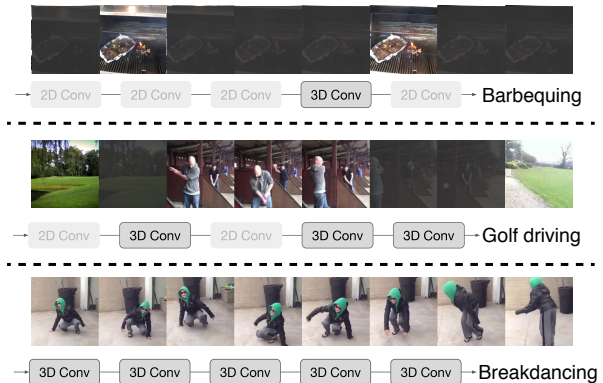 2D Conv 2D Conv 2D Conv 3D Conv 2D Conv Barbequing
2D Conv 3D Conv 2D Conv 3D Conv 3D Conv Golf driving
3D Conv 3D Conv 3D Conv 3D Conv 3D Conv Breakdancing